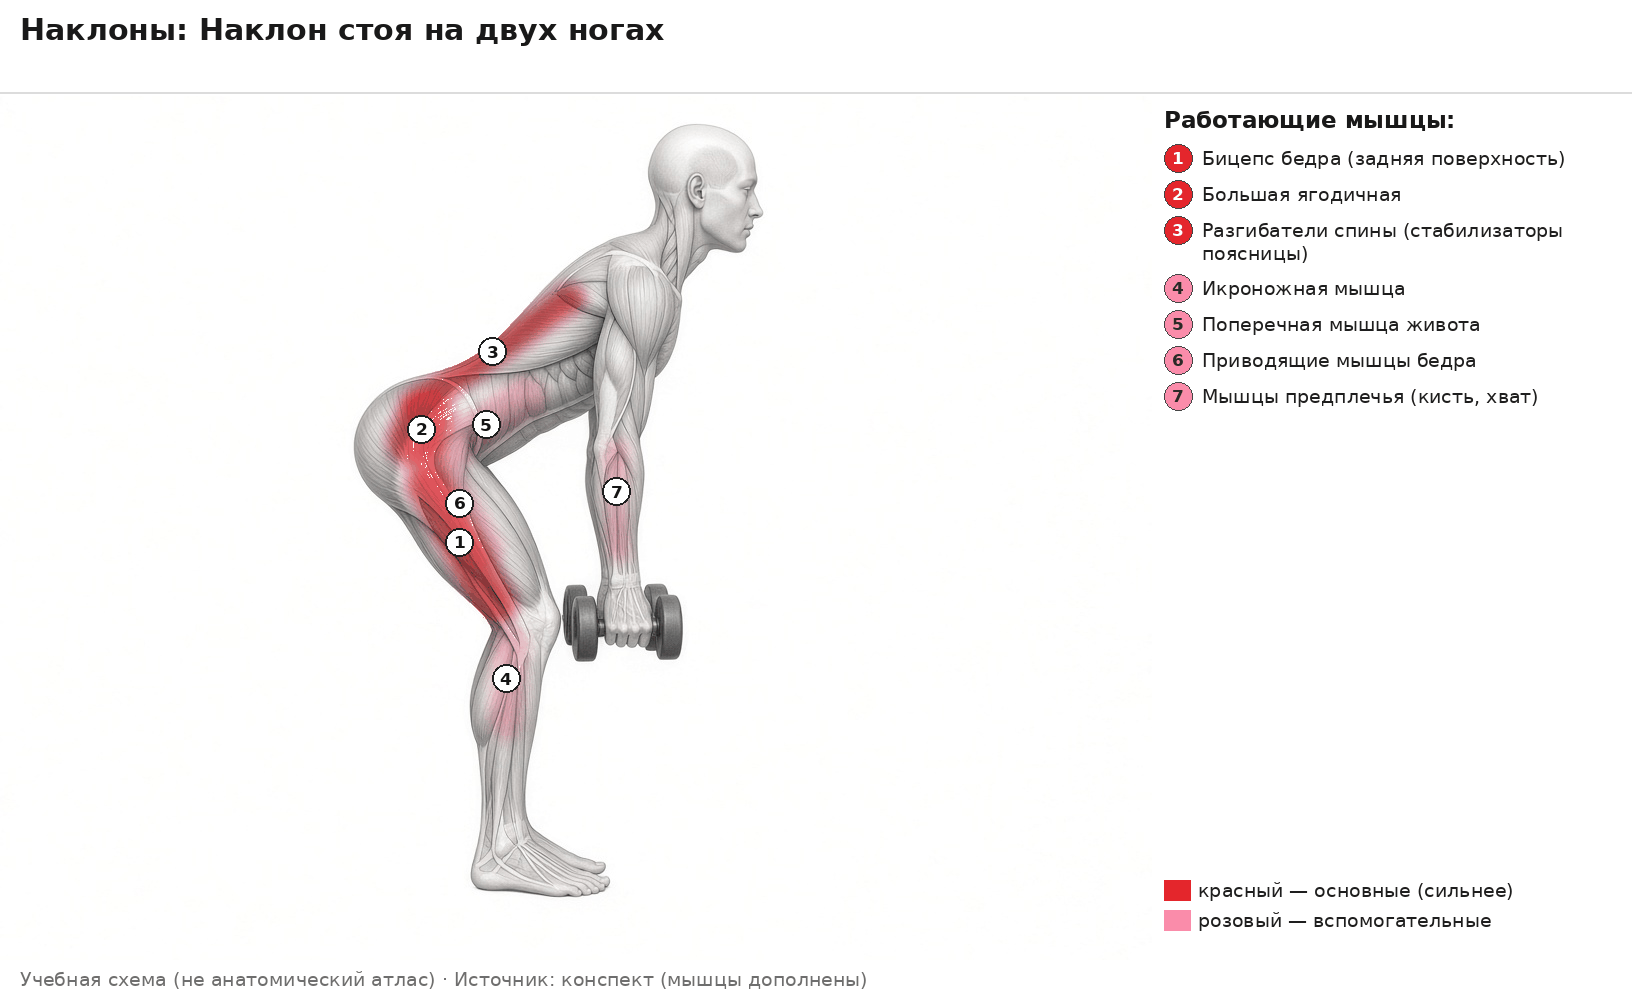 Наклоны: Наклон стоя на двух ногах
Работающие мышцы:
1 Бицепс бедра (задняя поверхность)
2 Большая ягодичная
3 Разгибатели спины (стабилизаторы
поясницы)
4 Икроножная мышца
5 Поперечная мышца живота
6 Приводящие мышцы бедра
7 Мышцы предплечья (кисть, хват)
3
2
5
7
6
1
4
красный — основные (сильнее)
розовый — вспомогательные
Учебная схема (не анатомический атлас) · Источник: конспект (мышцы дополнены)